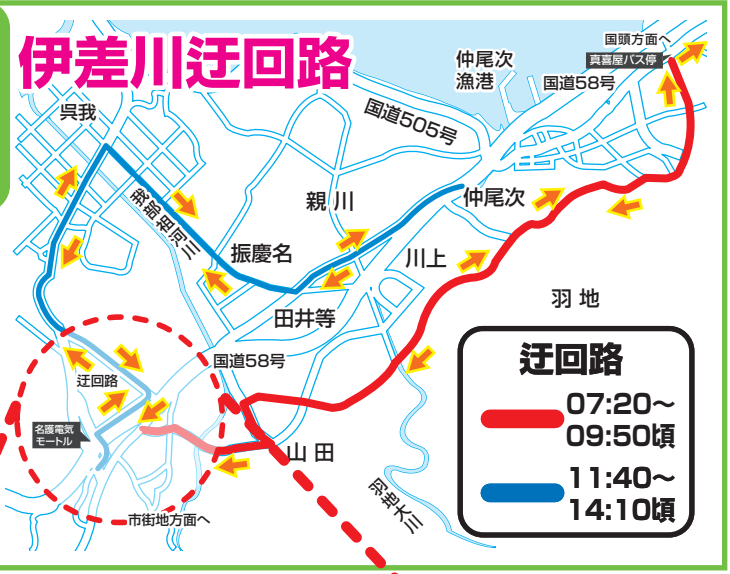 伊差川迂回路
国頭方面へ
真喜屋バス停
仲尾次
漁港
国道58号
国道505号
呉我
我部祖河川
親川
仲尾次
振慶名
川上
田井等
羽地
国道58号
迂回路
名護電気
モートル
山田
市街地方面へ
羽地大川
迂回路
07:20〜
09:50頃
11:40〜
14:10頃